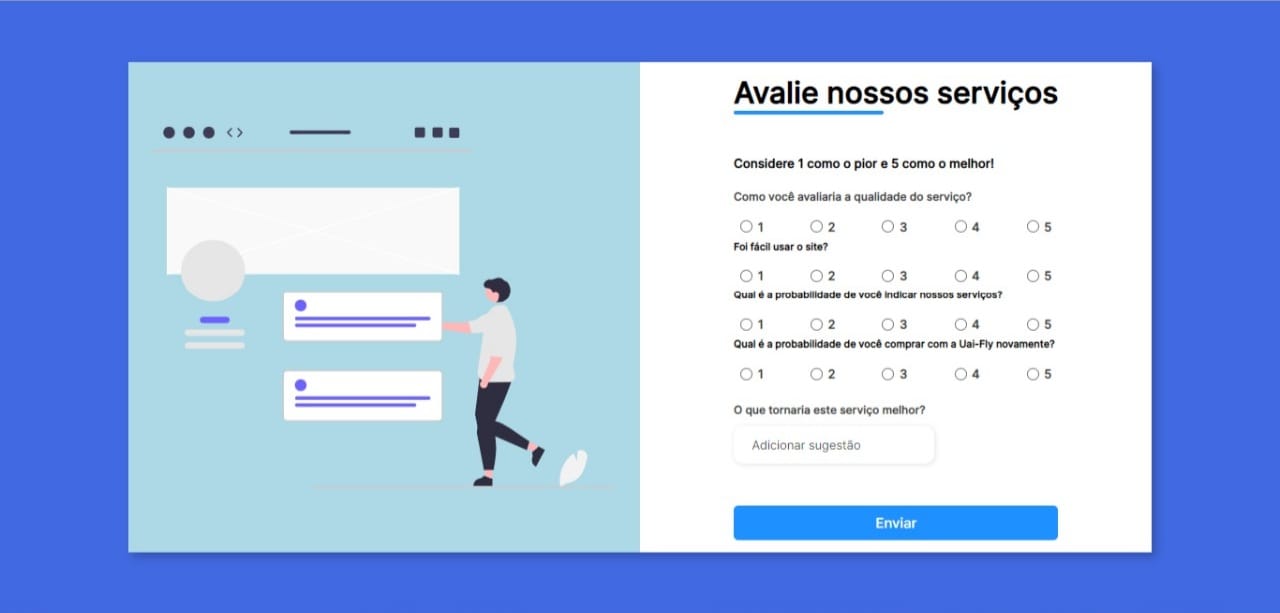 Avalie nossos serviços
Considere 1 como o pior e 5 como o melhor!
Como você avaliaria a qualidade do serviço?
1 2 3 4 5
Foi fácil usar o site?
1 2 3 4 5
Qual é a probabilidade de você indicar nossos serviços?
1 2 3 4 5
Qual é a probabilidade de você comprar com a Uai-Fly novamente?
1 2 3 4 5
O que tornaria este serviço melhor?
Adicionar sugestão
Enviar